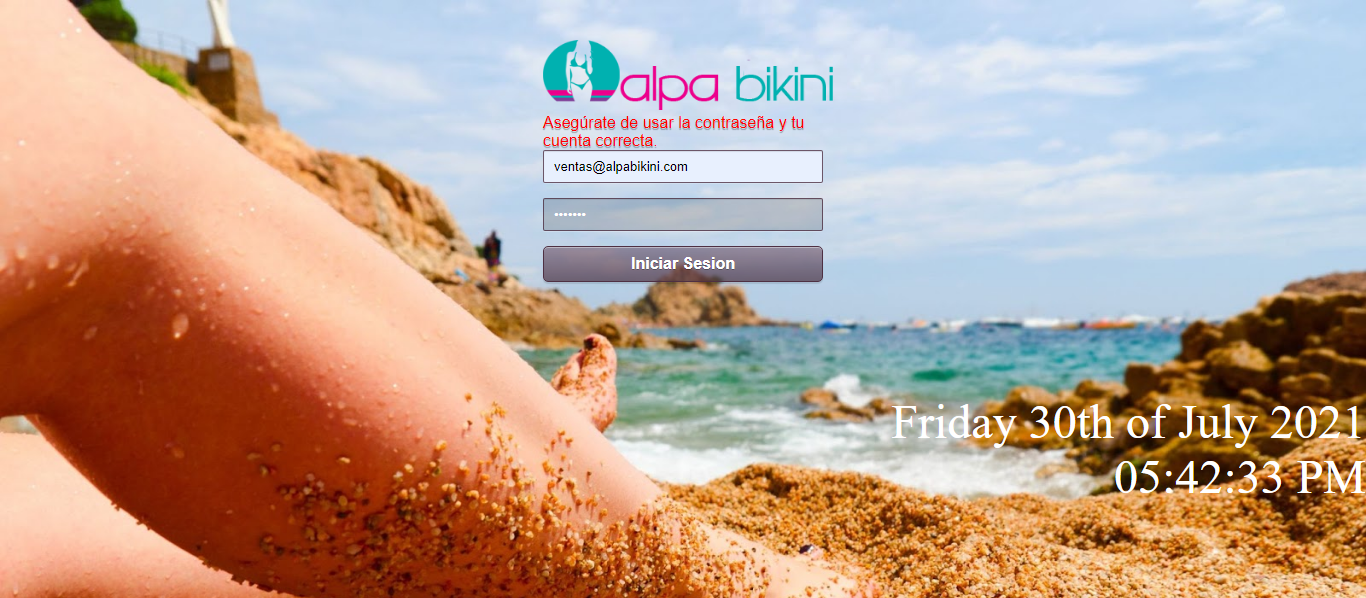 alpa bikini
Asegúrate de usar la contraseña y tu
cuenta correcta.
ventas@alpabikini.com
•••••••
Iniciar Sesion
Friday 30th of July 2021
05:42:33 PM